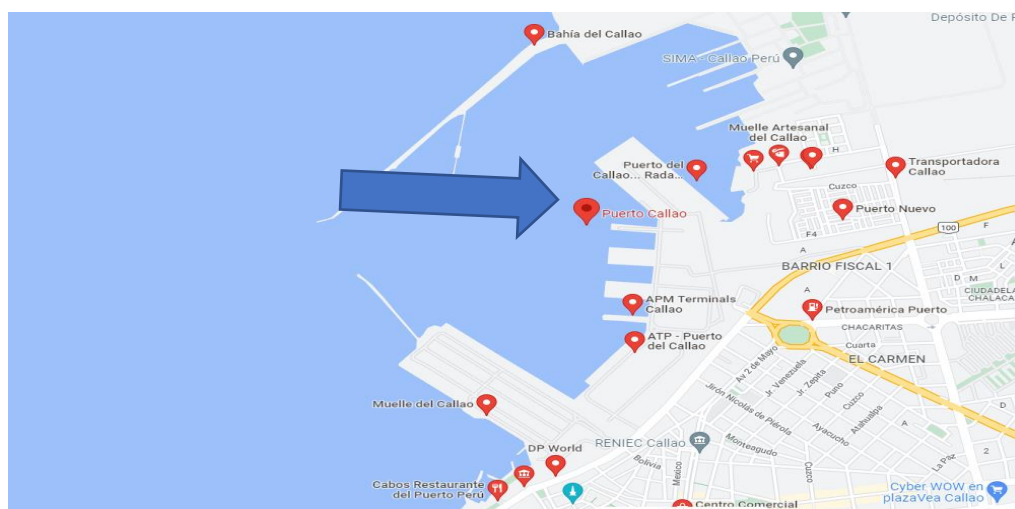 Depósito De F
Bahía del Callao
SIMA - Callao Perú
Muelle Artesanal
del Callao
H
Puerto del
Callao... Rada...
Transportadora
Callao
Cuzco
Puerto Callao
Puerto Nuevo
F4
100
F
A
A
BARRIO FISCAL 1
L
D
M
A
CIUDADELA
CHALACA
APM Terminals
Callao
Petroamérica Puerto
CHACARITAS
ATP - Puerto
del Callao
Cuarta
EL CARMEN
Av 2 de Mayo
Jr. Venezuela
Jr. Zepita
Puno
Cuzco
Atahualpa
Jirón Nicolás de Piérola
Ayacucho
Muelle del Callao
D
A
RENIEC Callao
Monteagudo
DP World
Bolivia
Mexico
Cuzco
La Paz
2
Cabos Restaurante
del Puerto Perú
Cyber WOW en
plazaVea Callao
Centro Comercial